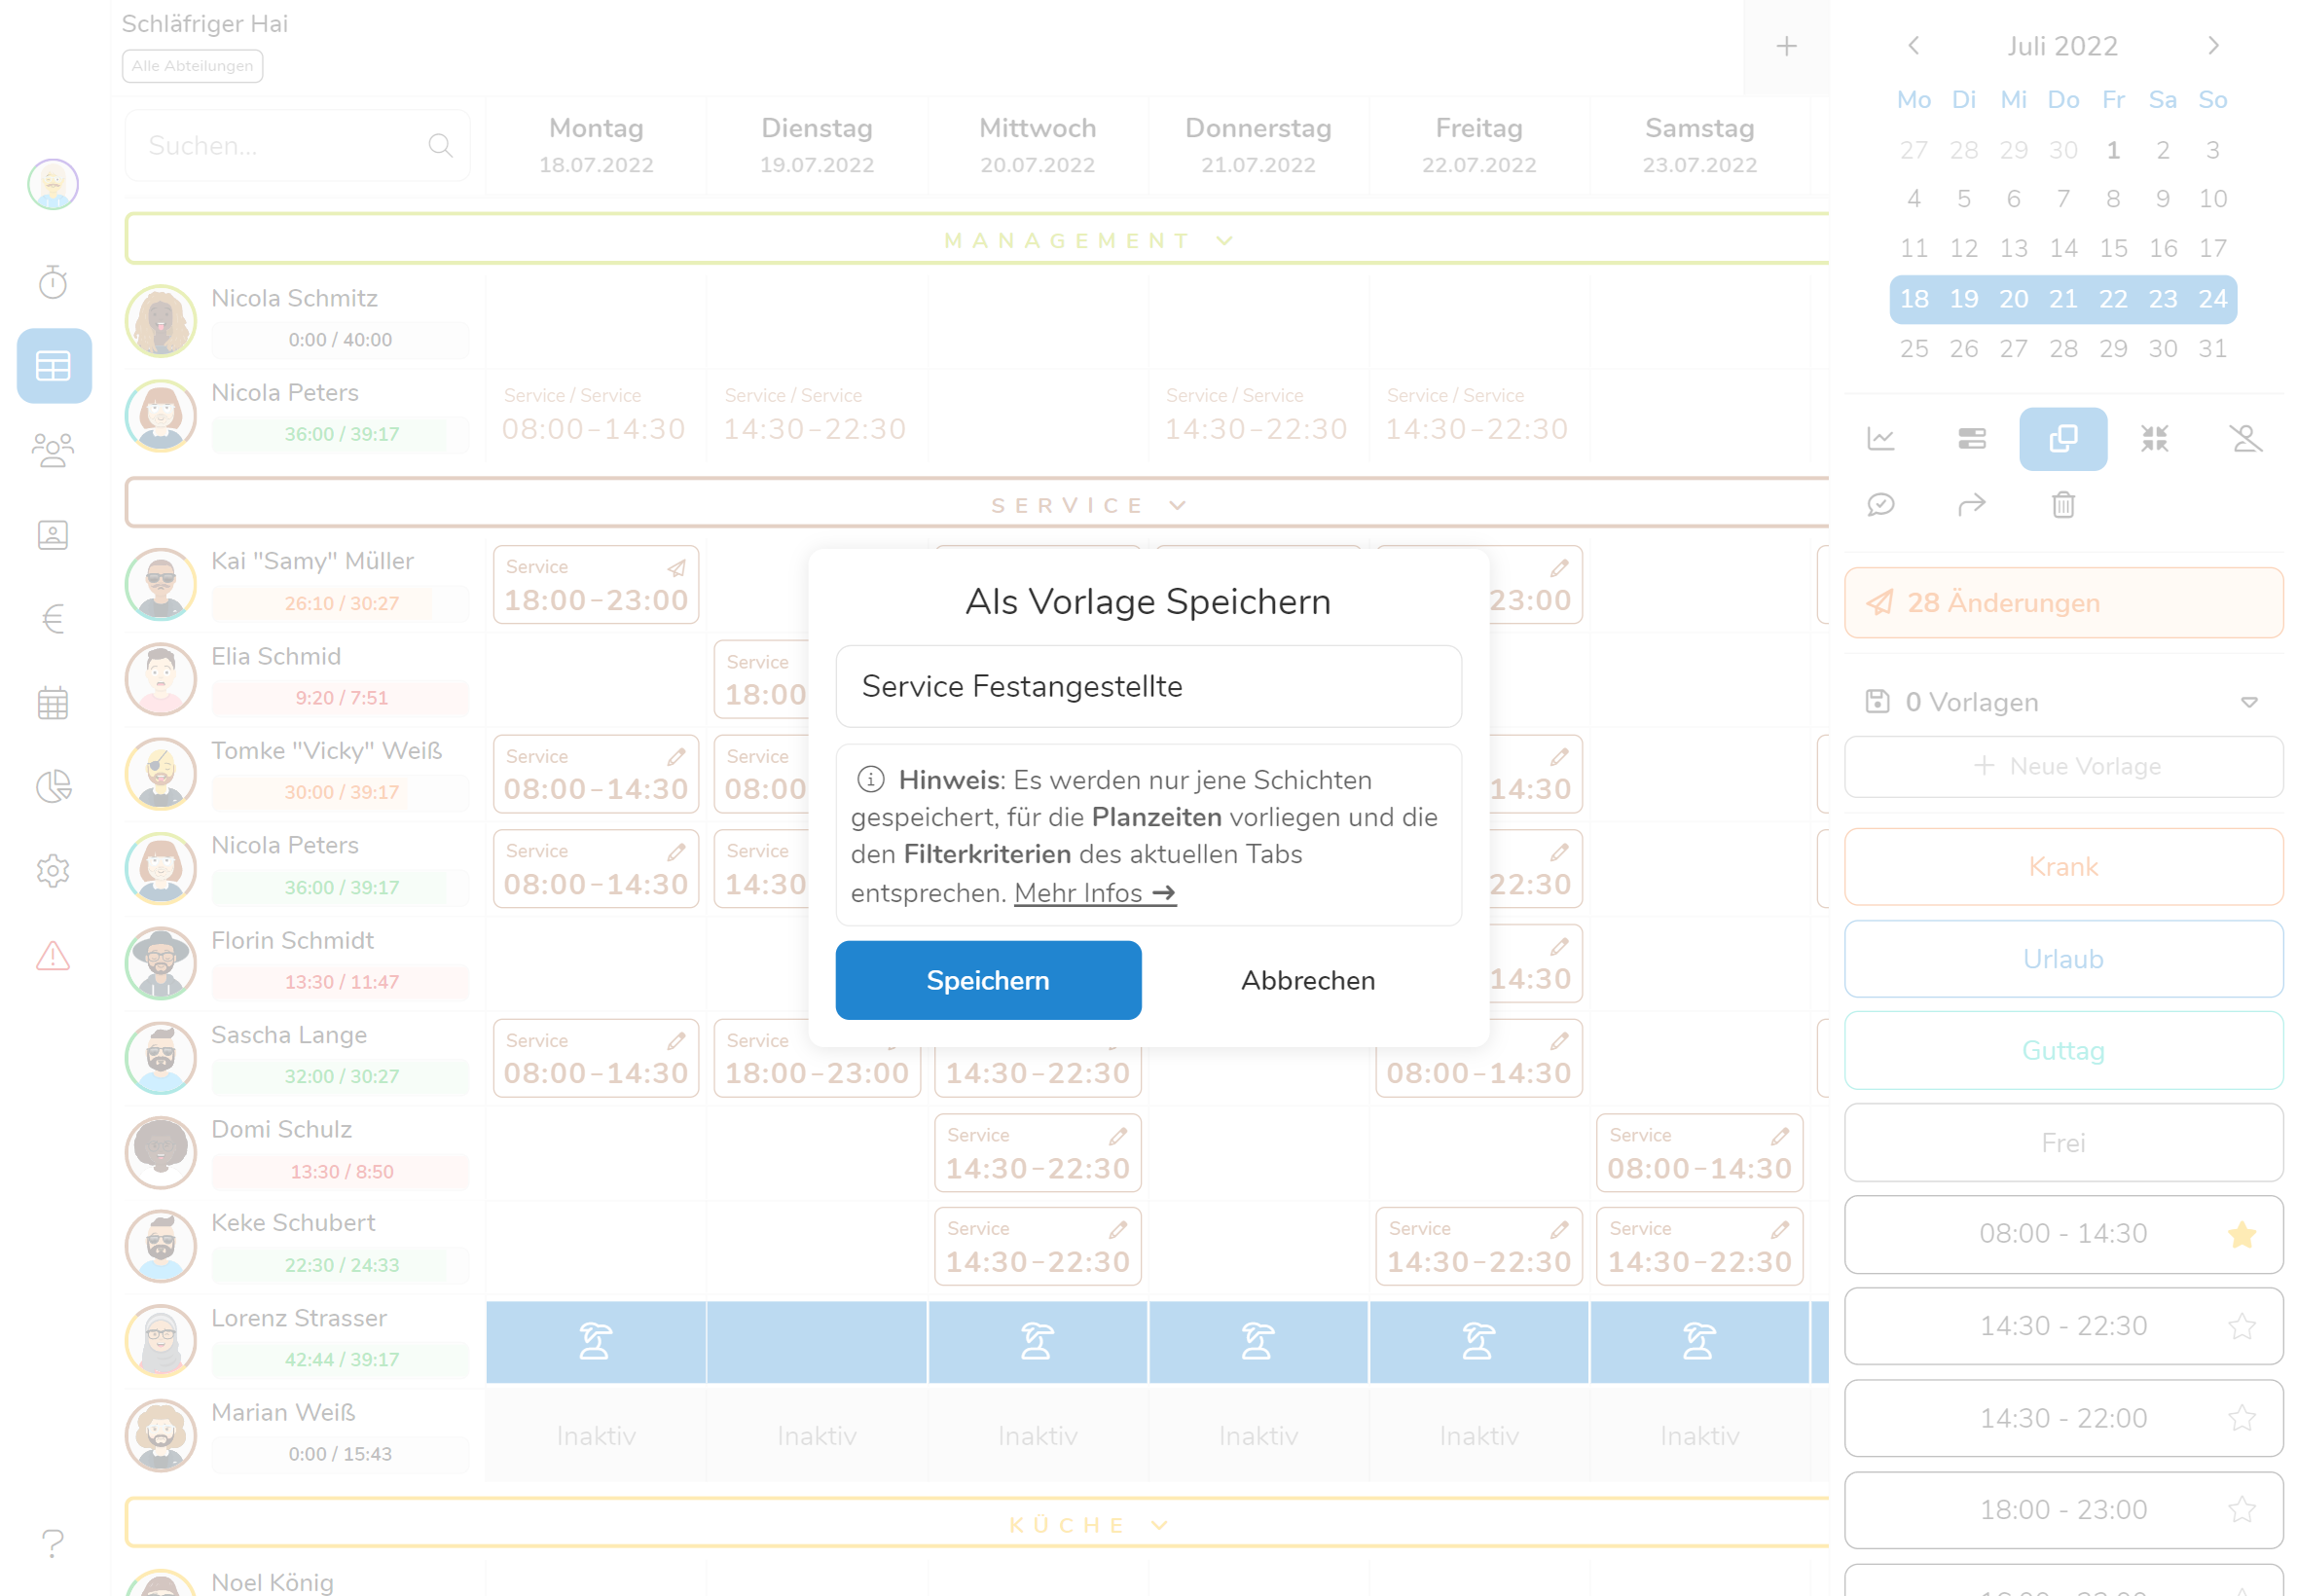 Schläfriger Hai
Alle Abteilungen
Suchen...
Montag Dienstag Mittwoch Donnerstag Freitag Samstag
18.07.2022 19.07.2022 20.07.2022 21.07.2022 22.07.2022 23.07.2022
MANAGEMENT
Nicola Schmitz
0:00 / 40:00
Nicola Peters
36:00 / 39:17
Service / Service Service / Service Service / Service Service / Service
08:00–14:30 14:30–22:30 14:30–22:30 14:30–22:30
SERVICE
Kai "Samy" Müller
26:10 / 30:27
Service
18:00–23:00 23:00
Elia Schmid
9:20 / 7:51
Service
18:00
Tomke "Vicky" Weiß
30:00 / 39:17
Service Service
08:00–14:30 08:00 14:30
Nicola Peters
36:00 / 39:17
Service Service
08:00–14:30 14:30 22:30
Florin Schmidt
13:30 / 11:47
14:30
Sascha Lange
32:00 / 30:27
Service Service Service
08:00–14:30 18:00–23:00 14:30–22:30 08:00–14:30
Domi Schulz
13:30 / 8:50
Service Service
14:30–22:30 08:00–14:30
Keke Schubert
22:30 / 24:33
Service Service Service
14:30–22:30 14:30–22:30 14:30–22:30
Lorenz Strasser
42:44 / 39:17
Marian Weiß
0:00 / 15:43
Inaktiv Inaktiv Inaktiv Inaktiv Inaktiv Inaktiv
KÜCHE
Noel König
Als Vorlage Speichern
Service Festangestellte
Hinweis: Es werden nur jene Schichten
gespeichert, für die Planzeiten vorliegen und die
den Filterkriterien des aktuellen Tabs
entsprechen. Mehr Infos →
Speichern Abbrechen
Juli 2022
Mo Di Mi Do Fr Sa So
27 28 29 30 1 2 3
4 5 6 7 8 9 10
11 12 13 14 15 16 17
18 19 20 21 22 23 24
25 26 27 28 29 30 31
28 Änderungen
0 Vorlagen
+ Neue Vorlage
Krank
Urlaub
Guttag
Frei
08:00 - 14:30
14:30 - 22:30
14:30 - 22:00
18:00 - 23:00